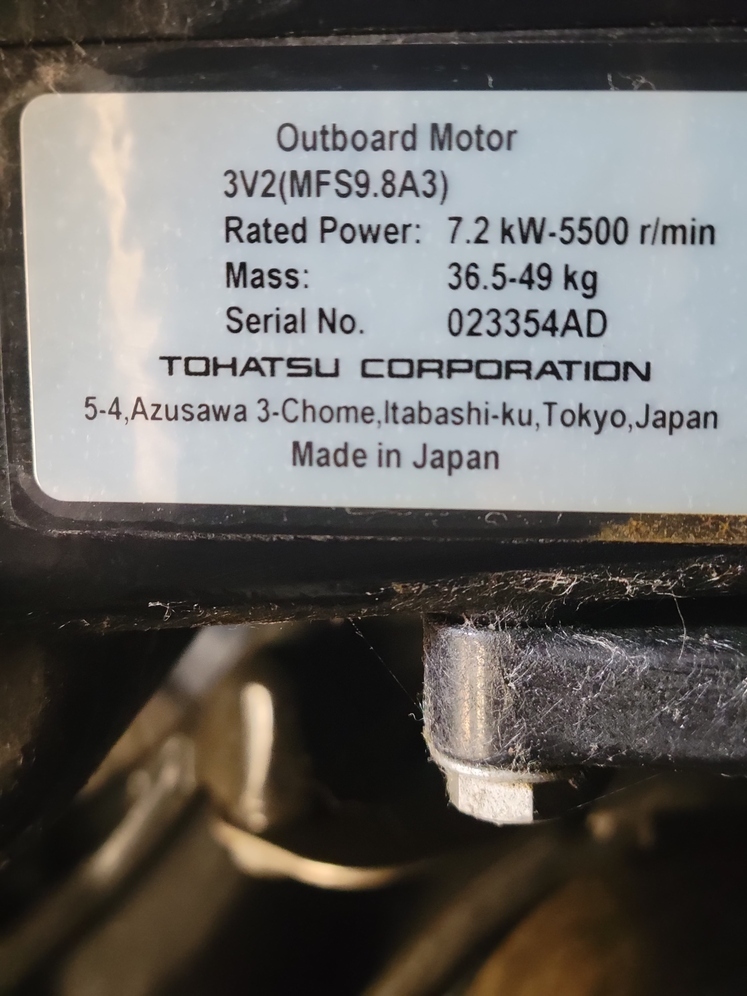 Outboard Motor
3V2(MFS9.8A3)
Rated Power: 7.2 kW-5500 r/min
Mass: 36.5-49 kg
Serial No. 023354AD
TOHATSU CORPORATION
5-4,Azusawa 3-Chome,Itabashi-ku,Tokyo,Japan
Made in Japan